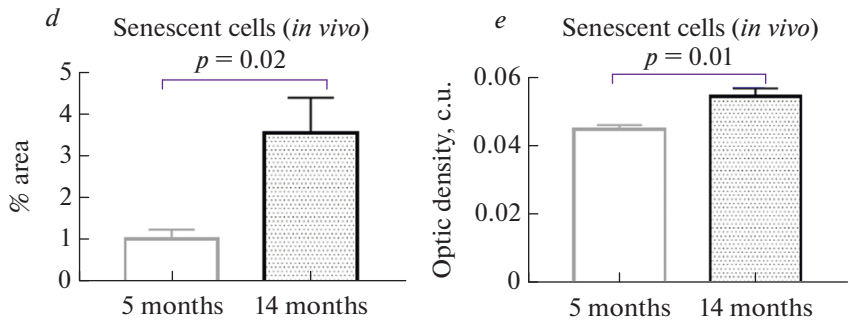 d
Senescent cells (in vivo)
p = 0.02
% area
5
4
3
2
1
0
5 months 14 months
e
Senescent cells (in vivo)
p = 0.01
Optic density, c.u.
0.06
0.04
0.02
0
5 months 14 months